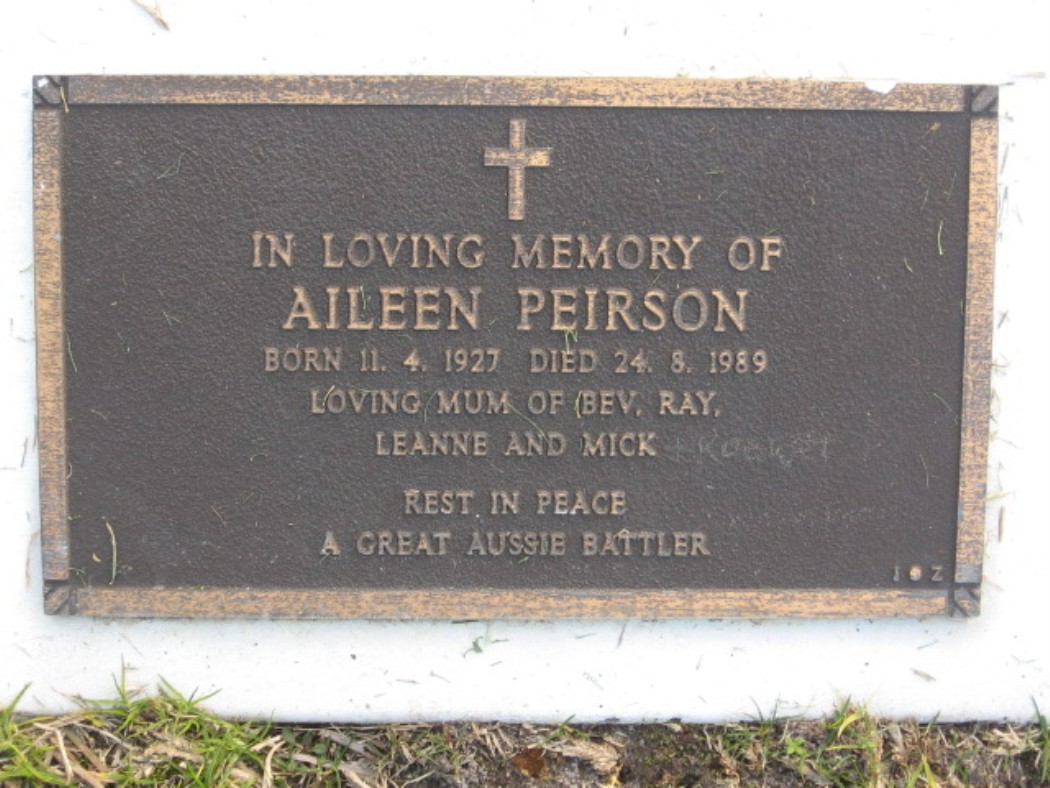 IN LOVING MEMORY OF
AILEEN PEIRSON
BORN 11. 4. 1927 DIED 24. 8. 1989
LOVING MUM OF BEV, RAY,
LEANNE AND MICK
REST IN PEACE
A GREAT AUSSIE BATTLER